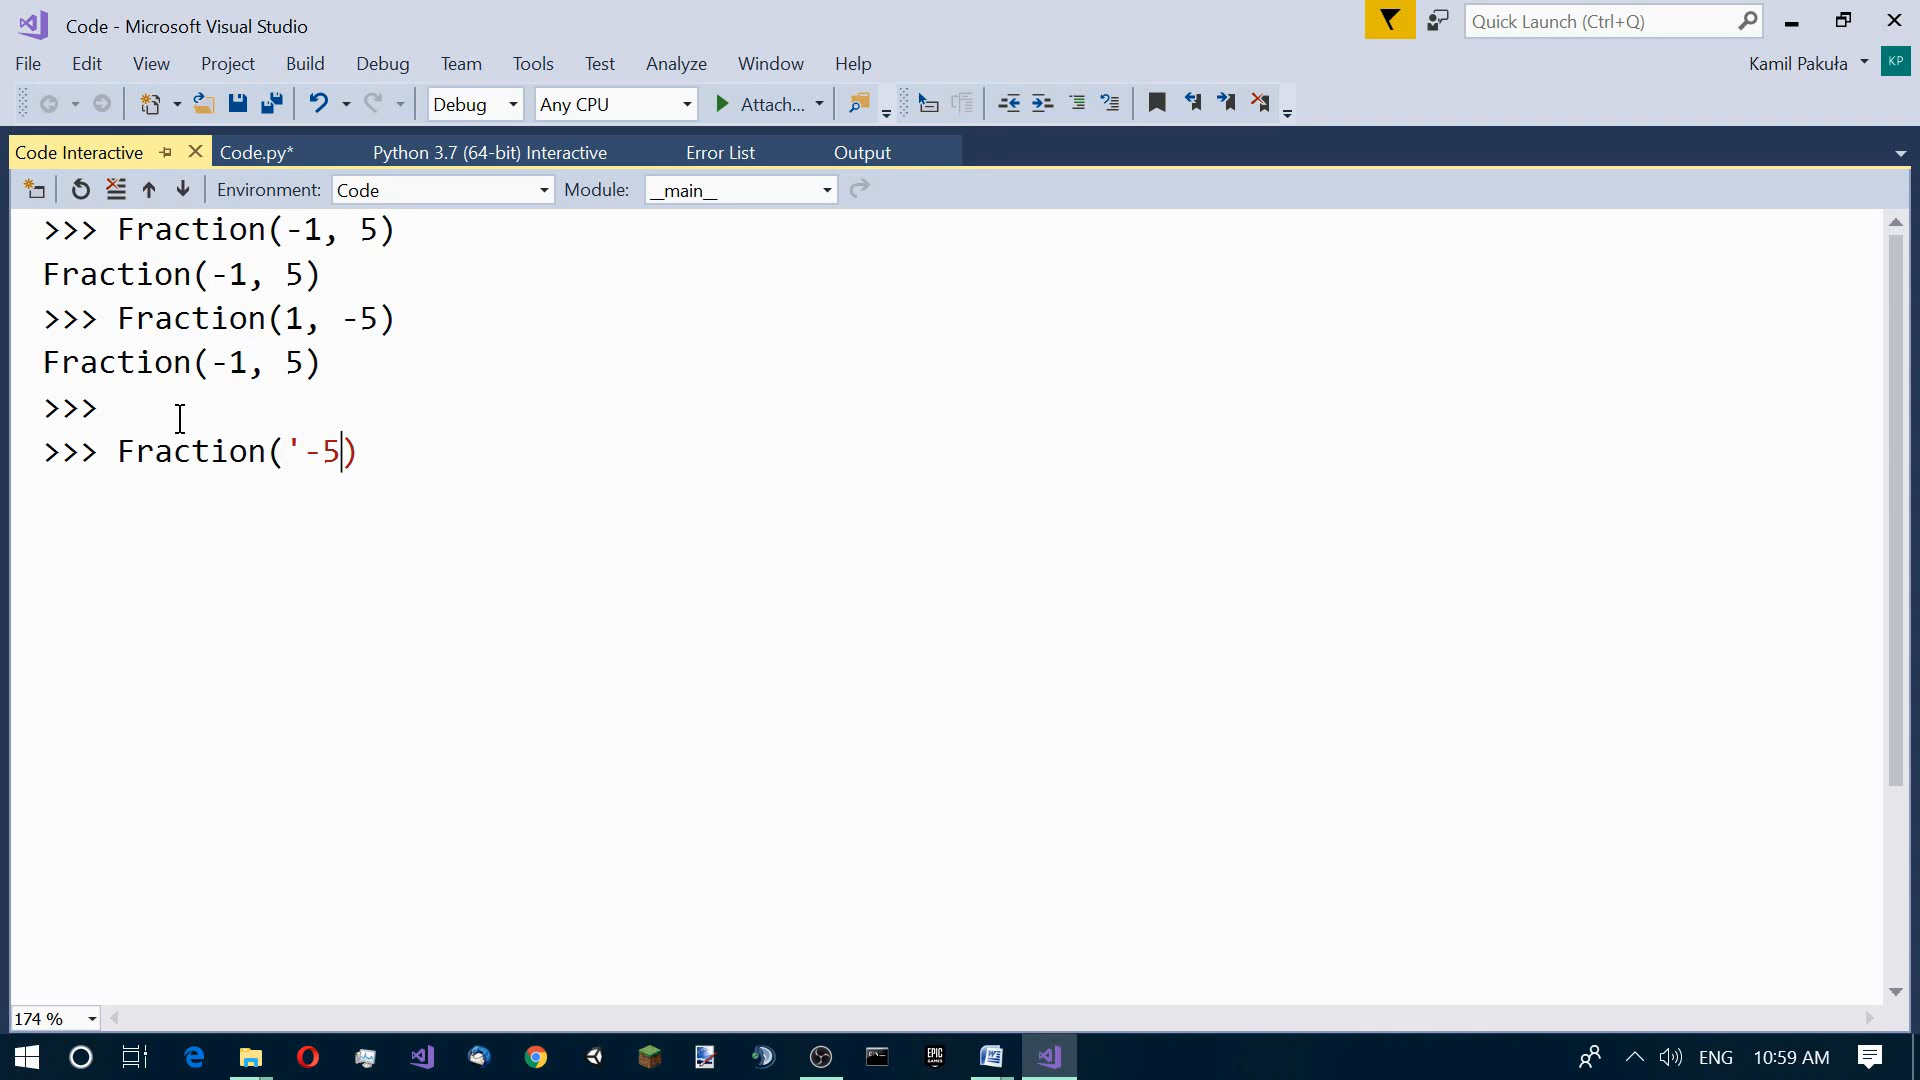 Code - Microsoft Visual Studio
Quick Launch (Ctrl+Q)
File Edit View Project Build Debug Team Tools Test Analyze Window Help
Kamil Pakuła KP
Debug Any CPU Attach...
Code Interactive Code.py* Python 3.7 (64-bit) Interactive Error List Output
Environment: Code Module: __main__
>>> Fraction(-1, 5)
Fraction(-1, 5)
>>> Fraction(1, -5)
Fraction(-1, 5)
>>>
>>> Fraction('-5)
174 %
EPIC GAMES
ENG 10:59 AM